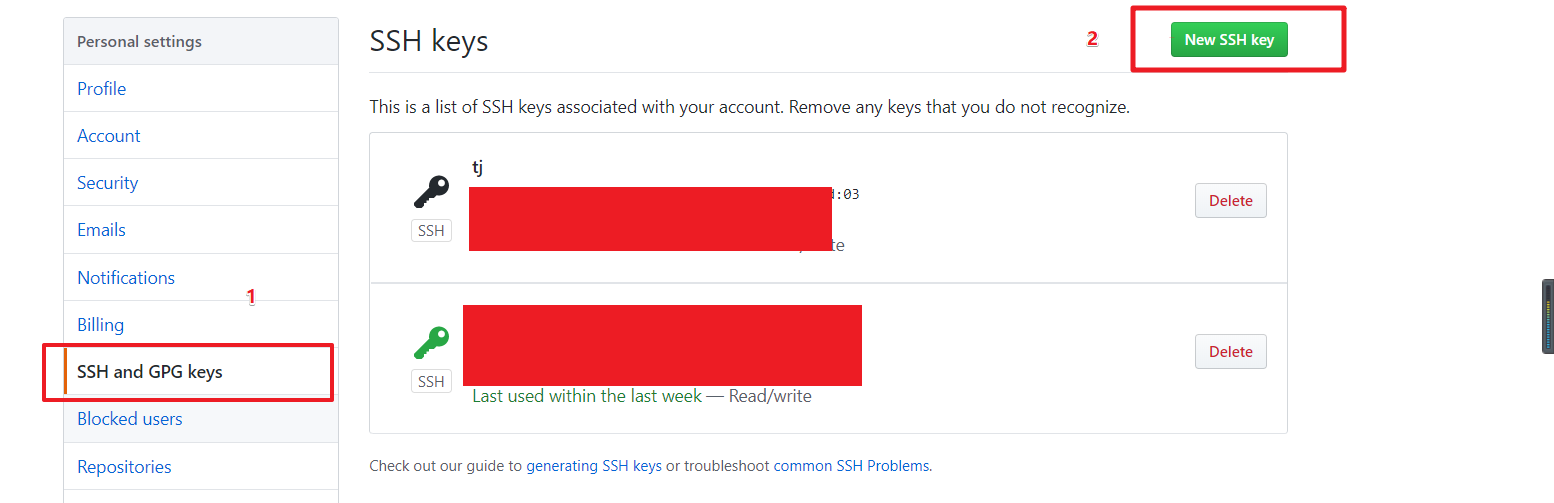 Personal settings
Profile
Account
Security
Emails
Notifications
1
Billing
SSH and GPG keys
Blocked users
Repositories
SSH keys
2
New SSH key
This is a list of SSH keys associated with your account. Remove any keys that you do not recognize.
tj
:03
SSH
Delete
SSH
Last used within the last week — Read/write
Delete
Check out our guide to generating SSH keys or troubleshoot common SSH Problems.